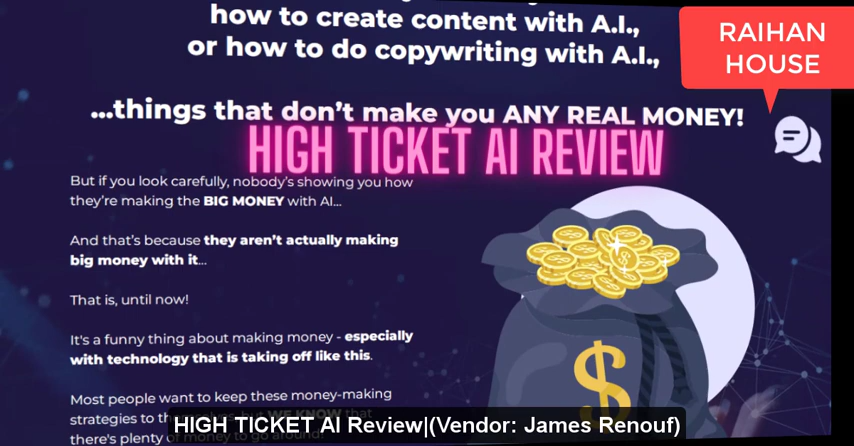 how to create content with A.I.,
or how to do copywriting with A.I.,
...things that don't make you ANY REAL MONEY!
RAIHAN
HOUSE
HIGH TICKET AI REVIEW
But if you look carefully, nobody's showing you how
they're making the BIG MONEY with AI...
And that's because they aren't actually making
big money with it...
That is, until now!
It's a funny thing about making money - especially
with technology that is taking off like this.
Most people want to keep these money-making
strategies to themselves, but WE KNOW that
there's plenty of money to go around!
HIGH TICKET AI Review|(Vendor: James Renouf)